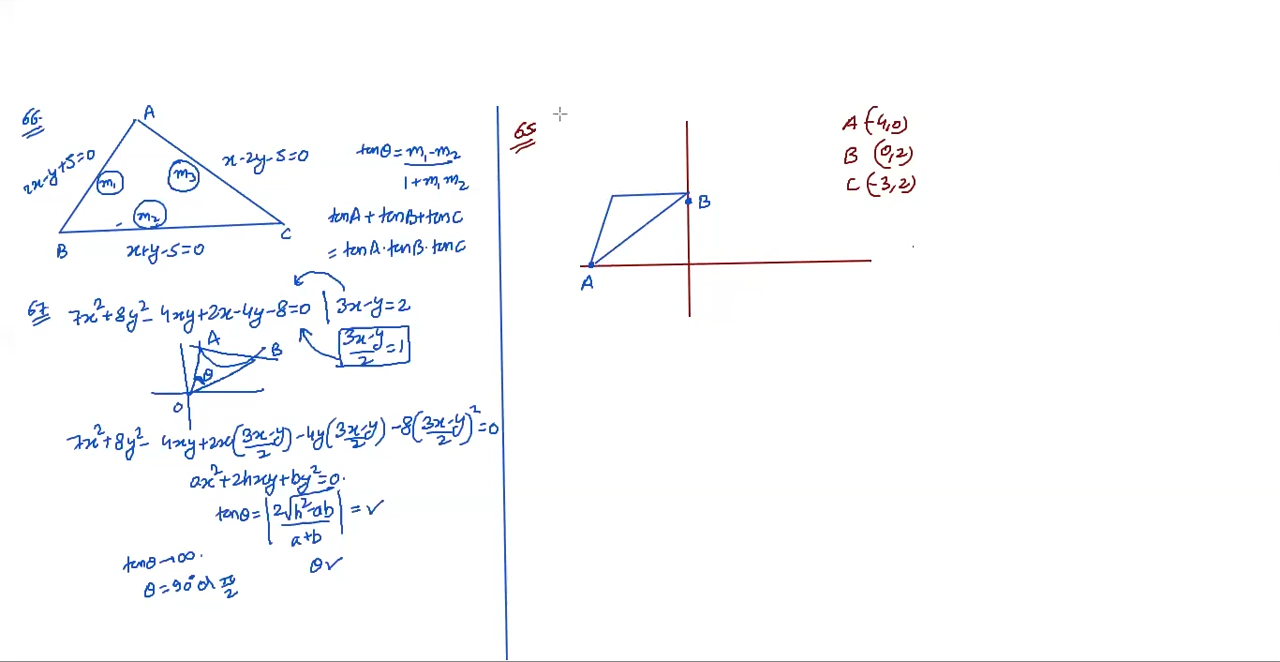 66
A
2x-y+5=0
x-2y-5=0
m₁
m₃
m₂
B
C
x+y-5=0
tanθ = m₁-m₂ / 1+m₁m₂
tanA + tanB + tanC
= tanA · tanB · tanC
67
7x²+8y²-4xy+2x-4y-8=0 | 3x-y=2
3x-y / 2 = 1
A
B
θ
O
7x²+8y²-4xy+2x(3x-y / 2)-4y(3x-y / 2)-8(3x-y / 2)²=0
ax²+2hxy+by²=0.
tanθ = |2√h²-ab / a+b| = ✓
θ✓
tanθ→∞.
θ=90° or π/2
65
A (-4,0)
B (0,2)
C (-3,2)
B
A